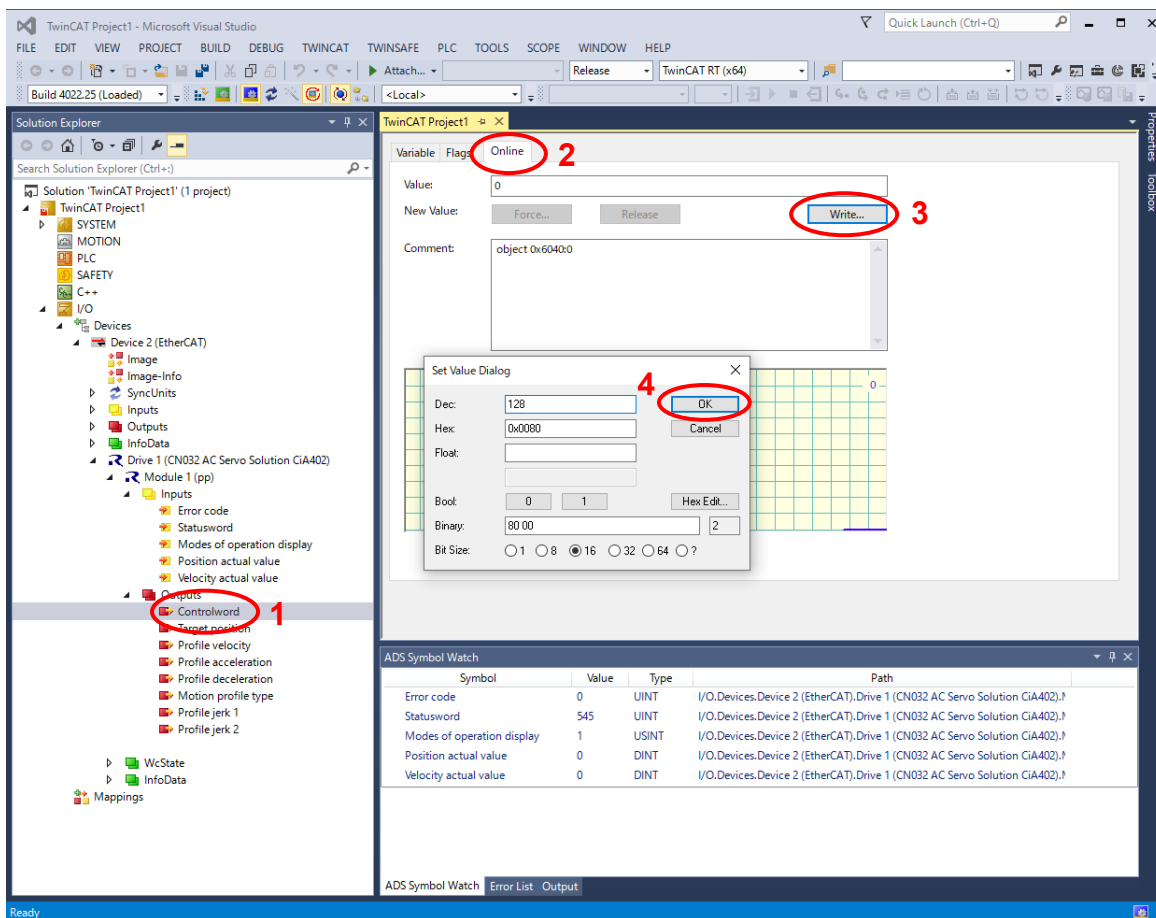 TwinCAT Project1 - Microsoft Visual Studio
Quick Launch (Ctrl+Q)
FILE EDIT VIEW PROJECT BUILD DEBUG TWINCAT TWINSAFE PLC TOOLS SCOPE WINDOW HELP
Attach... Release TwinCAT RT (x64)
Build 4022.25 (Loaded) <Local>
Solution Explorer
Search Solution Explorer (Ctrl+:)
Solution 'TwinCAT Project1' (1 project)
TwinCAT Project1
SYSTEM
MOTION
PLC
SAFETY
C++
I/O
Devices
Device 2 (EtherCAT)
Image
Image-Info
SyncUnits
Inputs
Outputs
InfoData
Drive 1 (CN032 AC Servo Solution CiA402)
Module 1 (pp)
Inputs
Error code
Statusword
Modes of operation display
Position actual value
Velocity actual value
Outputs
Controlword 1
Target position
Profile velocity
Profile acceleration
Profile deceleration
Motion profile type
Profile jerk 1
Profile jerk 2
WcState
InfoData
Mappings
TwinCAT Project1
Variable Flags Online 2
Value: 0
New Value: Force... Release Write... 3
Comment: object 0x6040:0
0
Set Value Dialog
4
Dec: 128 OK
Hex: 0x0080 Cancel
Float:
Bool: 0 1 Hex Edit...
Binary: 80 00 2
Bit Size: 1 8 16 32 64 ?
ADS Symbol Watch
Symbol Value Type Path
Error code 0 UINT I/O.Devices.Device 2 (EtherCAT).Drive 1 (CN032 AC Servo Solution CiA402).
Statusword 545 UINT I/O.Devices.Device 2 (EtherCAT).Drive 1 (CN032 AC Servo Solution CiA402).
Modes of operation display 1 USINT I/O.Devices.Device 2 (EtherCAT).Drive 1 (CN032 AC Servo Solution CiA402).
Position actual value 0 DINT I/O.Devices.Device 2 (EtherCAT).Drive 1 (CN032 AC Servo Solution CiA402).
Velocity actual value 0 DINT I/O.Devices.Device 2 (EtherCAT).Drive 1 (CN032 AC Servo Solution CiA402).
ADS Symbol Watch Error List Output
Properties
Toolbox
Ready